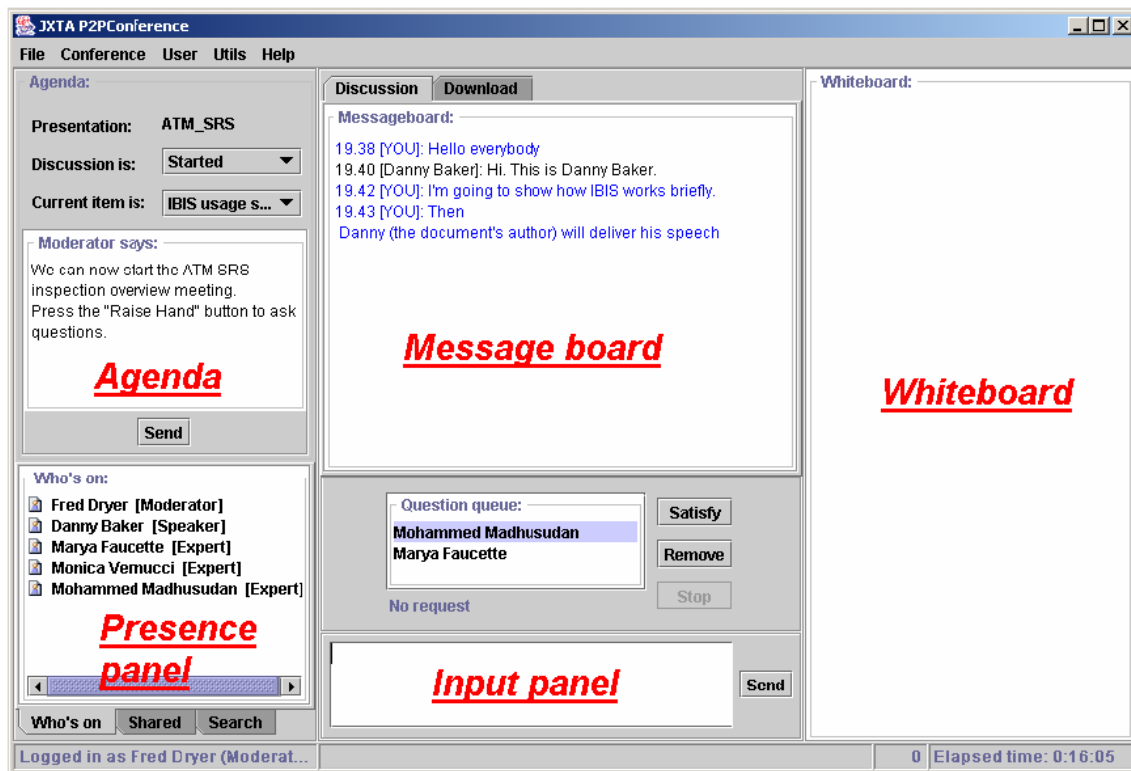 JXTA P2PConference
File Conference User Utils Help
Agenda:
Presentation: ATM_SRS
Discussion is: Started
Current item is: IBIS usage s...
Moderator says:
We can now start the ATM SRS
inspection overview meeting.
Press the "Raise Hand" button to ask
questions.
Agenda
Send
Who's on:
Fred Dryer [Moderator]
Danny Baker [Speaker]
Marya Faucette [Expert]
Monica Vernucci [Expert]
Mohammed Madhusudan [Expert]
Presence
panel
Who's on Shared Search
Discussion Download
Messageboard:
19.38 [YOU]: Hello everybody
19.40 [Danny Baker]: Hi. This is Danny Baker.
19.42 [YOU]: I'm going to show how IBIS works briefly.
19.43 [YOU]: Then
Danny (the document's author) will deliver his speech
Message board
Question queue:
Mohammed Madhusudan
Marya Faucette
No request
Satisfy
Remove
Stop
Input panel
Send
Whiteboard:
Whiteboard
Logged in as Fred Dryer (Moderat...
0 Elapsed time: 0:16:05